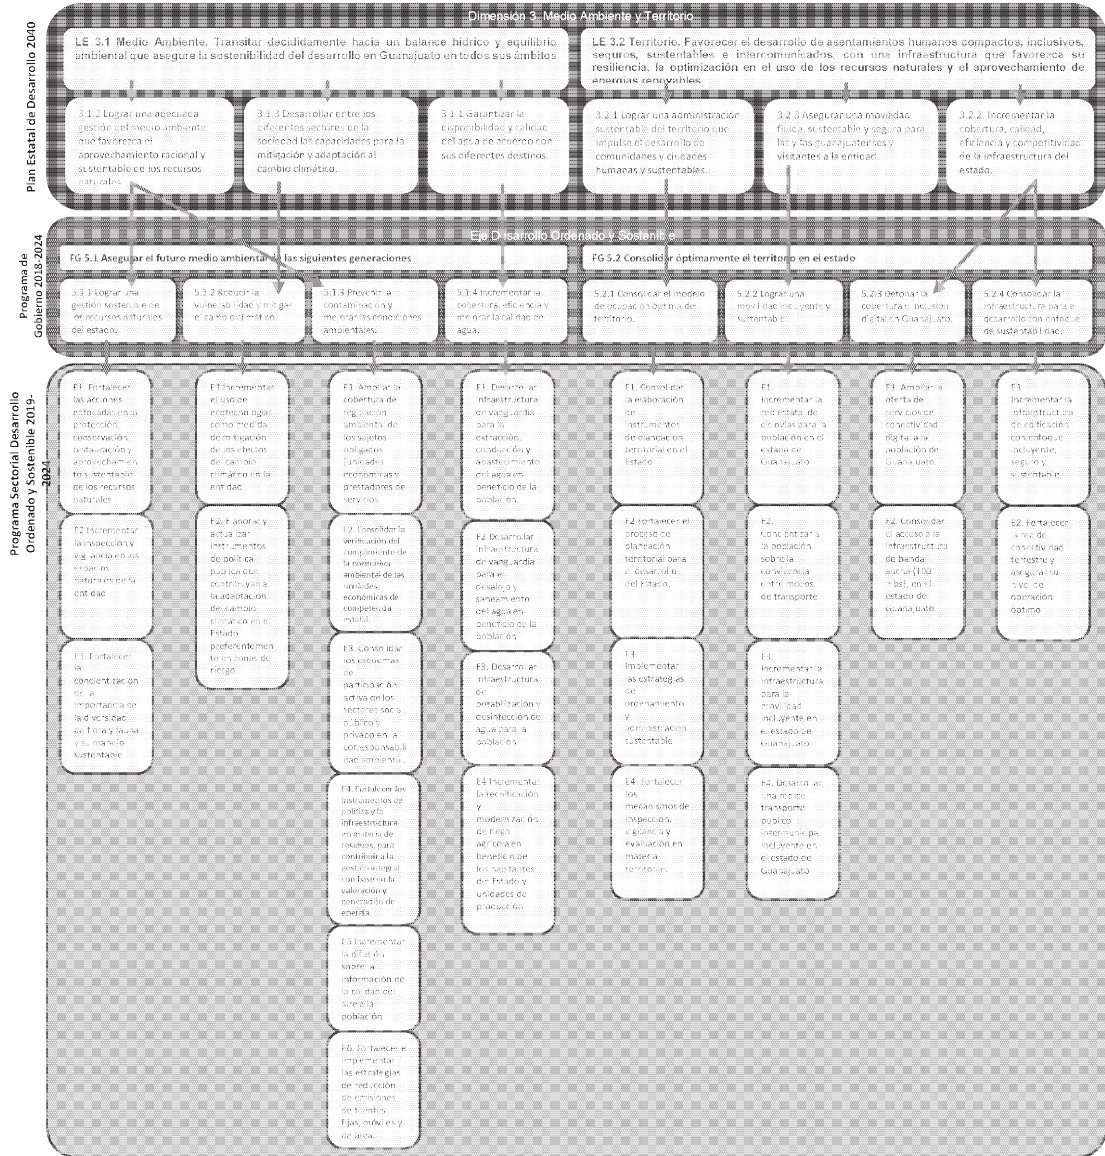 Plan Estatal de Desarrollo 2040
Dimensión 3. Medio Ambiente y Territorio
LE 3.1 Medio Ambiente. Transitar decididamente hacia un balance hídrico y equilibrio
ambiental que asegure la sostenibilidad del desarrollo en Guanajuato en todos sus ámbitos
LE 3.2 Territorio. Favorecer el desarrollo de asentamientos humanos compactos, inclusivos,
seguros, sustentables e intercomunicados, con una infraestructura que favorezca su
resiliencia, la optimización en el uso de los recursos naturales y el aprovechamiento de
energías renovables
3.1.2 Lograr una adecuada
gestión del medio ambiente
que favorezca el
aprovechamiento racional y
sustentable de los recursos
naturales
3.1.3 Desarrollar entre los
diferentes sectores de la
sociedad las capacidades para la
mitigación y adaptación al
cambio climático.
3.1.1 Garantizar la
disponibilidad y calidad
del agua de acuerdo con
sus diferentes destinos.
3.2.1 Lograr una administración
sustentable del territorio que
impulse el desarrollo de
comunidades y ciudades
humanas y sustentables.
3.2.3 Asegurar una movilidad
fluida, sustentable y segura para
las y las guanajuatenses y
visitantes a la entidad.
3.2.2. Incrementar la
cobertura, calidad,
eficiencia y competitividad
de la infraestructura del
estado.
Programa de
Gobierno 2018-2024
Eje Desarrollo Ordenado y Sostenible
FG 5.1 Asegurar el futuro medio ambiental de las siguientes generaciones
FG 5.2 Consolidar óptimamente el territorio en el estado
5.1.1 Lograr una
gestión sostenible de
los recursos naturales
del estado.
5.1.2 Reducir la
vulnerabilidad y mitigar
el cambio climático.
5.1.3 Prevenir la
contaminación y
mejorar las condiciones
ambientales.
5.1.4 Incrementar la
cobertura, eficiencia y
mejorar la calidad de
agua.
5.2.1 Consolidar el modelo
de ocupación óptima del
territorio.
5.2.2 Lograr una
movilidad incluyente y
sustentable.
5.2.3 Detonar la
cobertura e inclusión
digital en Guanajuato.
5.2.4 Consolidar la
infraestructura para el
desarrollo con enfoque
de sustentabilidad.
Programa Sectorial Desarrollo
Ordenado y Sostenible 2019-
2024
E1. Fortalecer
las acciones
enfocadas en la
protección,
conservación,
restauración y
aprovechamien
to sustentable
de los recursos
naturales
E2 Incrementar
la inspección y
vigilancia en los
espacios
naturales de la
entidad
E3. Fortalecer
la
concientización
de la
importancia de
la diversidad
de flora y fauna
y su manejo
sustentable
E1 Incrementar
el uso de
ecotecnologías
como medida
de mitigación
de los efectos
del cambio
climático en la
entidad
E2. Elaborar y
actualizar
instrumentos
de política
pública que
contribuyan a
la adaptación
del cambio
climático en el
Estado
preferentemen
te en zonas de
riesgo
E1. Ampliar la
cobertura de
regulación
ambiental de
los sujetos
obligados
(unidades
económicas y
prestadores de
servicios
E2. Consolidar la
verificación del
cumplimiento de
la normativa
ambiental de las
unidades
económicas de
competencia
estatal.
E3. Consolidar
los esquemas
de
participación
activa de los
sectores social,
público y
privado en la
corresponsabili
dad ambiental.
E4. Fortalecer los
instrumentos de
política y la
infraestructura
en materia de
residuos, para
contribuir a la
gestión integral
con base en la
valoración y
generación de
energía.
E5 Incrementar
la difusión
sobre la
información de
la calidad del
aire a la
población
E6. Fortalecer e
implementar
las estrategias
de reducción
de emisiones
de fuentes
fijas, móviles y
de área.
E1. Desarrollar
infraestructura
de vanguardia
para la
extracción,
conducción y
abastecimiento
del agua en
beneficio de la
población.
E2 Desarrollar
infraestructura
de vanguardia
para el
desalojo y
saneamiento
del agua en
beneficio de la
población
E3. Desarrollar
infraestructura
de
potabilización y
desinfección de
agua para la
población
E4 Incrementar
la tecnificación
y
modernización
de riego
agrícola en
beneficio de
los habitantes
del Estado y
unidades de
producción
E1. Consolidar
la elaboración
de
instrumentos
de planeación
territorial en el
Estado
E2 Fortalecer el
proceso de
planeación
territorial para
el desarrollo
del Estado.
E3.
Implementar
las estrategias
de
ordenamiento
y
administración
sustentable
E4. Fortalecer
los
mecanismos de
inspección,
vigilancia y
evaluación en
materia
territorial.
E1.
Incrementar la
red estatal de
ciclovías para la
población en el
estado de
Guanajuato
E2.
Concientizar a
la población
sobre la
convivencia
entre modos
de transporte
E3.
Incrementar la
infraestructura
para la
movilidad
incluyente en
el estado de
Guanajuato
E4. Desarrollar
una red de
transporte
público
intermunicipal
incluyente en
el estado de
Guanajuato
E1. Ampliar la
oferta de
servicios de
conectividad
digital a la
población de
Guanajuato.
E2. Consolidar
el acceso a la
infraestructura
de banda
ancha (100
mbs), en el
estado de
Guanajuato
E1.
Incrementar la
infraestructura
de edificación
con enfoque
incluyente,
seguro y
sustentable.
E2. Fortalecer
la red de
conectividad
terrestre y
asegurar su
nivel de
operación
óptimo